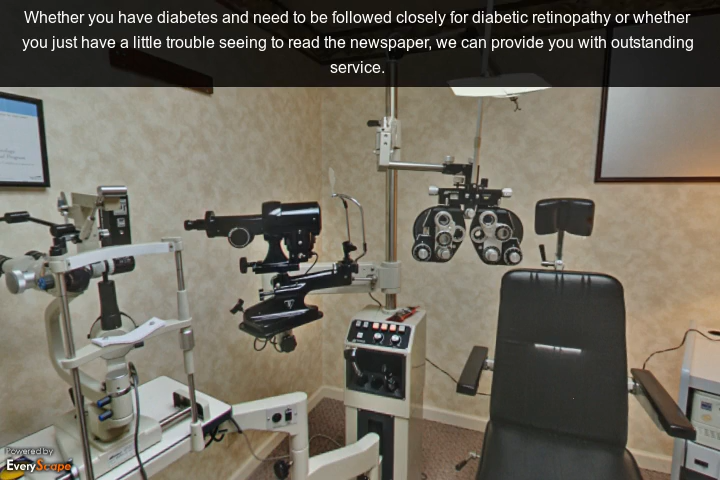 Whether you have diabetes and need to be followed closely for diabetic retinopathy or whether
you just have a little trouble seeing to read the newspaper, we can provide you with outstanding
service.
Powered by
EveryScape